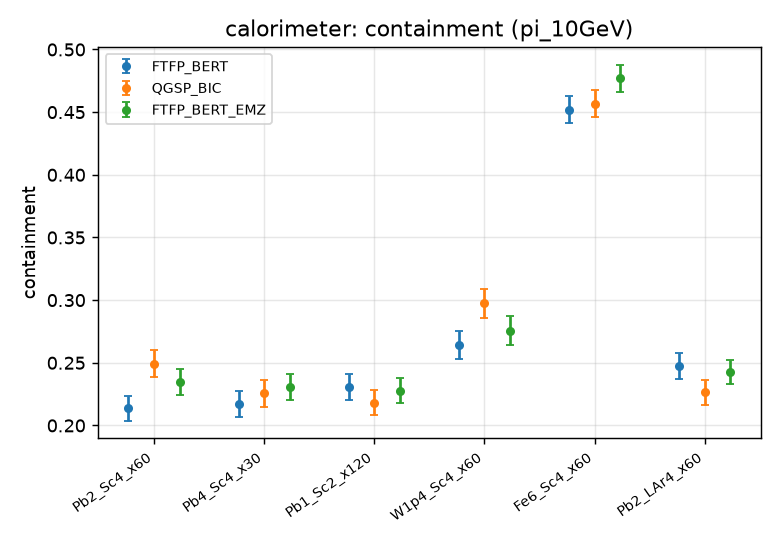 calorimeter: containment (pi_10GeV)
FTFP_BERT
QGSP_BIC
FTFP_BERT_EMZ
containment
0.50
0.45
0.40
0.35
0.30
0.25
0.20
Pb2_Sc4_x60
Pb4_Sc4_x30
Pb1_Sc2_x120
W1p4_Sc4_x60
Fe6_Sc4_x60
Pb2_LAr4_x60